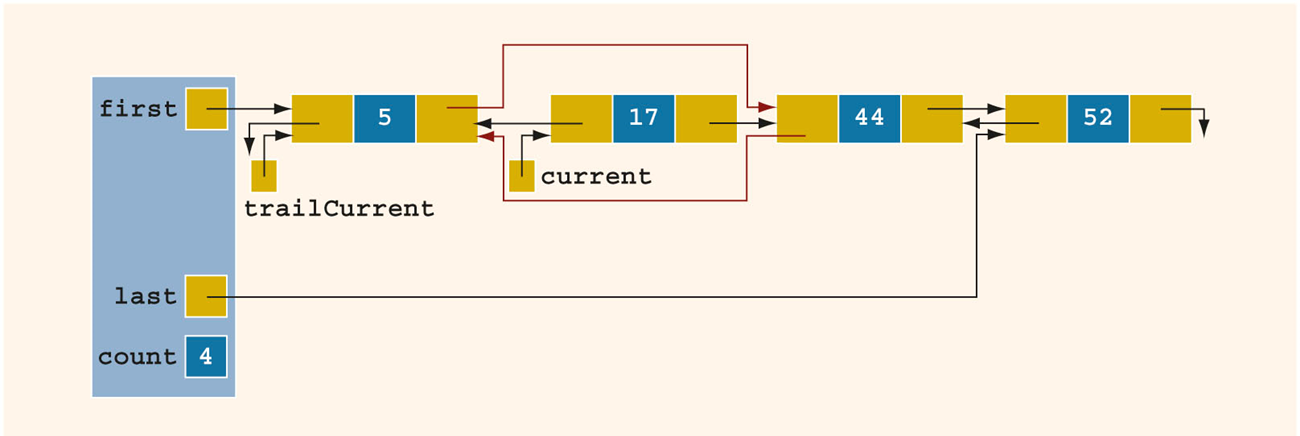 first 5 17 44 52
current
trailCurrent
last
count 4